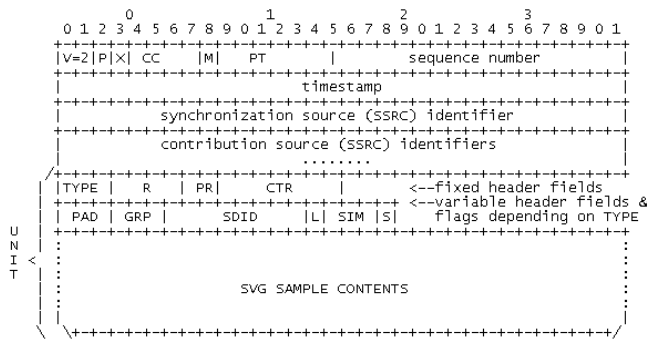 0 1 2 3
0 1 2 3 4 5 6 7 8 9 0 1 2 3 4 5 6 7 8 9 0 1 2 3 4 5 6 7 8 9 0 1
+-+-+-+-+-+-+-+-+-+-+-+-+-+-+-+-+-+-+-+-+-+-+-+-+-+-+-+-+-+-+-+-+
|V=2|P|X| CC |M| PT | sequence number |
+-+-+-+-+-+-+-+-+-+-+-+-+-+-+-+-+-+-+-+-+-+-+-+-+-+-+-+-+-+-+-+-+
| timestamp |
+-+-+-+-+-+-+-+-+-+-+-+-+-+-+-+-+-+-+-+-+-+-+-+-+-+-+-+-+-+-+-+-+
| synchronization source (SSRC) identifier |
+-+-+-+-+-+-+-+-+-+-+-+-+-+-+-+-+-+-+-+-+-+-+-+-+-+-+-+-+-+-+-+-+
| contribution source (SSRC) identifiers |
| ........ |
/+-+-+-+-+-+-+-+-+-+-+-+-+-+-+-+-+-+-+-+-+-+-+-+-+-+-+-+-+-+-+-+-+
| |TYPE | R | PR| CTR | <--fixed header fields
| +-+-+-+-+-+-+-+-+-+-+-+-+-+-+-+-+-+-+-+ <--variable header fields &
| | PAD | GRP | SDID |L| SIM |S| flags depending on TYPE
U | +-+-+-+-+-+-+-+-+-+-+-+-+-+-+-+-+-+-+-+-+-+-+-+-+-+-+-+-+-+-+-+-+
N | : :
I < : :
T | : :
| : SVG SAMPLE CONTENTS :
| : :
| | |
\ \+-+-+-+-+-+-+-+-+-+-+-+-+-+-+-+-+-+-+-+-+-+-+-+-+-+-+-+-+-+-+-+/